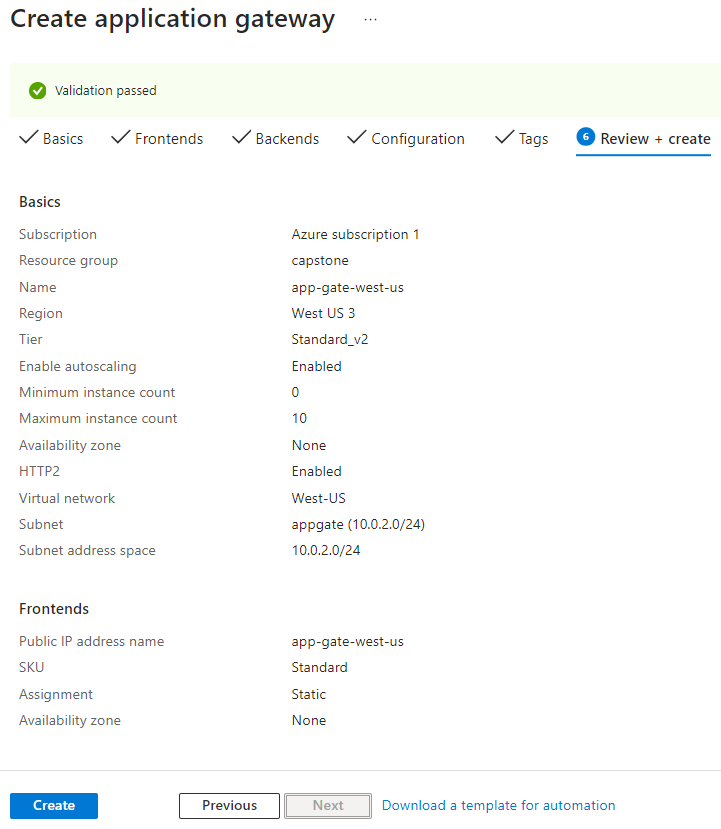 Create application gateway ...
Validation passed
Basics Frontends Backends Configuration Tags 6 Review + create
Basics
Subscription Azure subscription 1
Resource group capstone
Name app-gate-west-us
Region West US 3
Tier Standard_v2
Enable autoscaling Enabled
Minimum instance count 0
Maximum instance count 10
Availability zone None
HTTP2 Enabled
Virtual network West-US
Subnet appgate (10.0.2.0/24)
Subnet address space 10.0.2.0/24
Frontends
Public IP address name app-gate-west-us
SKU Standard
Assignment Static
Availability zone None
Create Previous Next Download a template for automation